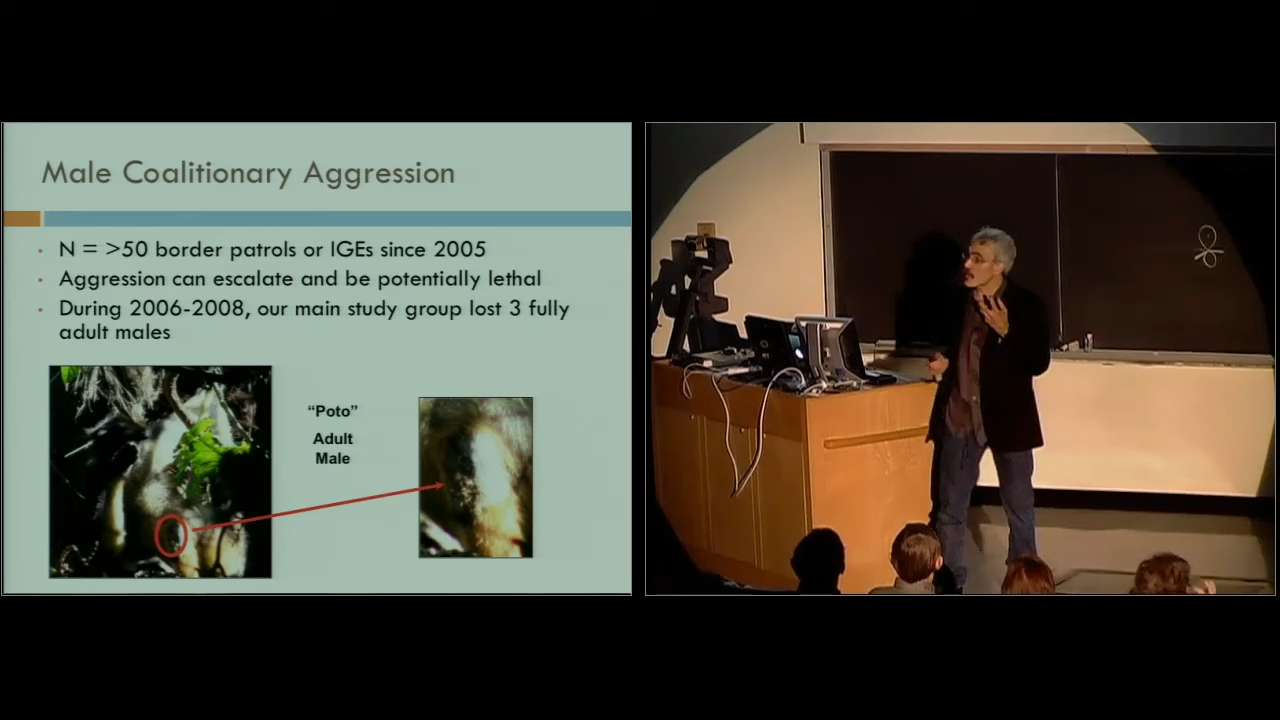 Male Coalitionary Aggression
N = >50 border patrols or IGEs since 2005
Aggression can escalate and be potentially lethal
During 2006-2008, our main study group lost 3 fully
adult males
“Poto”
Adult
Male